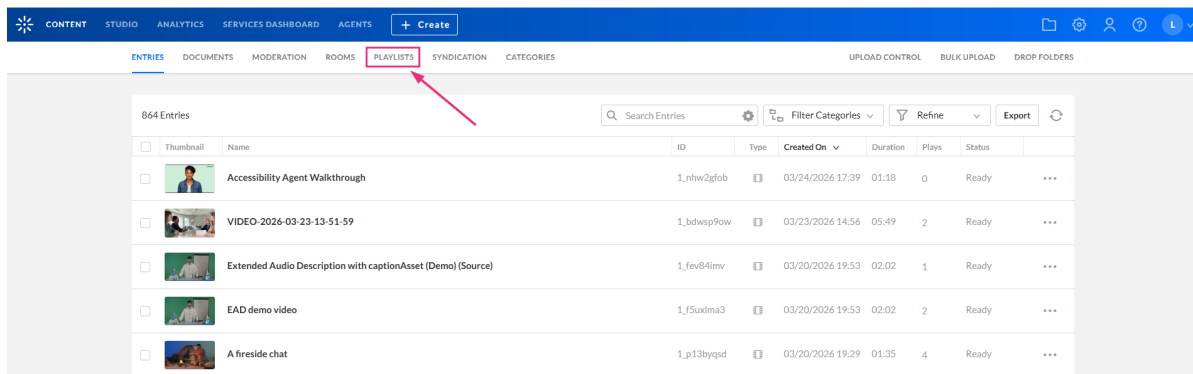 CONTENT STUDIO ANALYTICS SERVICES DASHBOARD AGENTS + Create L
ENTRIES DOCUMENTS MODERATION ROOMS PLAYLISTS SYNDICATION CATEGORIES UPLOAD CONTROL BULK UPLOAD DROP FOLDERS
864 Entries Search Entries Filter Categories Refine Export
Thumbnail Name ID Type Created On Duration Plays Status
Accessibility Agent Walkthrough 1_nhw2gfob 03/24/2026 17:39 01:18 0 Ready
VIDEO-2026-03-23-13-51-59 1_bdwsp9ow 03/23/2026 14:56 05:49 2 Ready
Extended Audio Description with captionAsset (Demo) (Source) 1_fev84imv 03/20/2026 19:53 02:02 1 Ready
EAD demo video 1_f5uxlma3 03/20/2026 19:53 02:02 2 Ready
A fireside chat 1_p13byqsd 03/20/2026 19:29 01:35 4 Ready